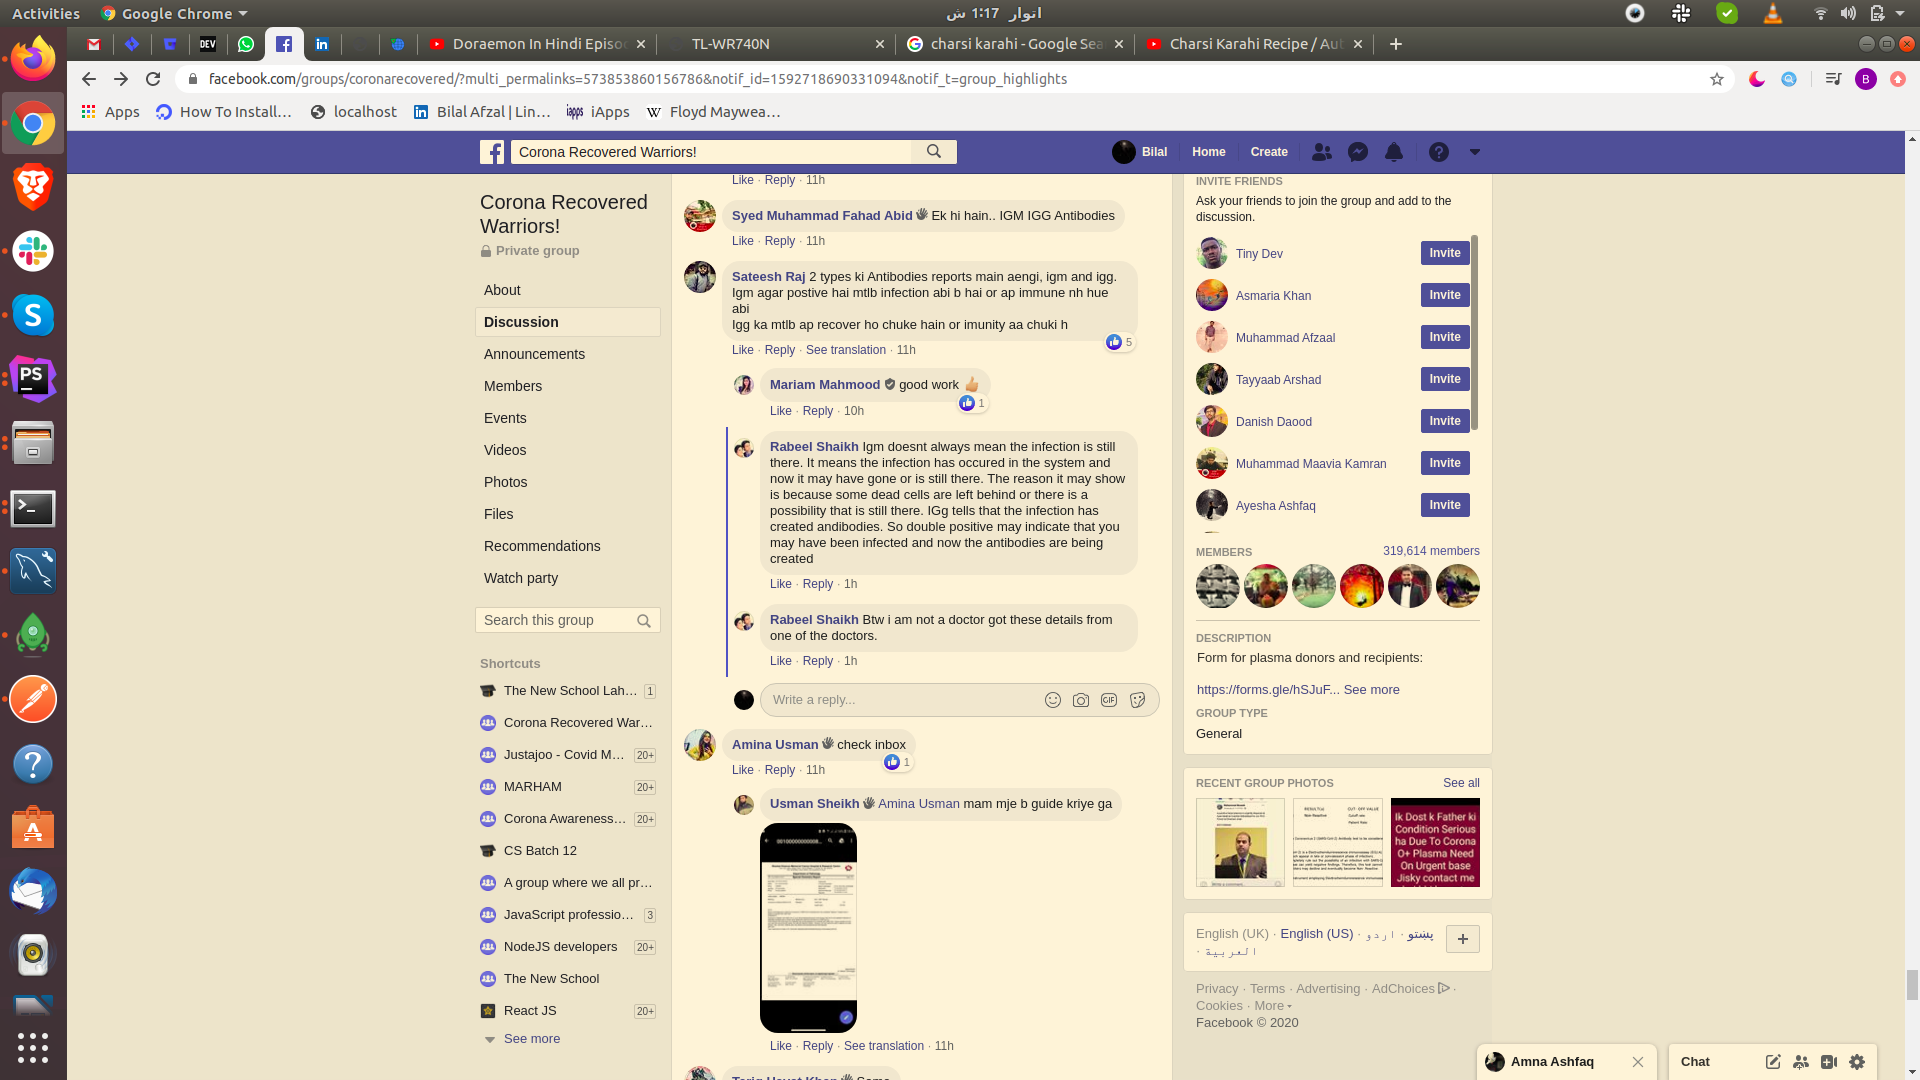 Activities
Google Chrome
اتوار 1:17 ش
DEV
Doraemon In Hindi Episo
TL-WR740N
charsi karahi - Google Sea
Charsi Karahi Recipe / Aut
facebook.com/groups/coronarecovered/?multi_permalinks=573853860156786&notif_id=1592718690331094&notif_t=group_highlights
B
Apps
How To Install…
localhost
Bilal Afzal | Lin…
iApps
Floyd Maywea…
Corona Recovered Warriors!
Bilal
Home
Create
Corona Recovered
Warriors!
Private group
About
Discussion
Announcements
Members
Events
Videos
Photos
Files
Recommendations
Watch party
Search this group
Shortcuts
The New School Lah… 1
Corona Recovered War…
Justajoo - Covid M… 20+
MARHAM 20+
Corona Awareness… 20+
CS Batch 12
A group where we all pr…
JavaScript professio… 3
NodeJS developers 20+
The New School
React JS 20+
See more
Like · Reply · 11h
Syed Muhammad Fahad Abid Ek hi hain.. IGM IGG Antibodies
Like · Reply · 11h
Sateesh Raj 2 types ki Antibodies reports main aengi, igm and igg.
Igm agar postive hai mtlb infection abi b hai or ap immune nh hue
abi
Igg ka mtlb ap recover ho chuke hain or imunity aa chuki h
5
Like · Reply · See translation · 11h
Mariam Mahmood good work
1
Like · Reply · 10h
Rabeel Shaikh Igm doesnt always mean the infection is still
there. It means the infection has occured in the system and
now it may have gone or is still there. The reason it may show
is because some dead cells are left behind or there is a
possibility that is still there. IGg tells that the infection has
created andibodies. So double positive may indicate that you
may have been infected and now the antibodies are being
created
Like · Reply · 1h
Rabeel Shaikh Btw i am not a doctor got these details from
one of the doctors.
Like · Reply · 1h
Write a reply...
GIF
Amina Usman check inbox
1
Like · Reply · 11h
Usman Sheikh Amina Usman mam mje b guide kriye ga
Like · Reply · See translation · 11h
Tariq Hayat Khan Same
INVITE FRIENDS
Ask your friends to join the group and add to the
discussion.
Tiny Dev Invite
Asmaria Khan Invite
Muhammad Afzaal Invite
Tayyaab Arshad Invite
Danish Daood Invite
Muhammad Maavia Kamran Invite
Ayesha Ashfaq Invite
MEMBERS 319,614 members
DESCRIPTION
Form for plasma donors and recipients:
https://forms.gle/hSJuF... See more
GROUP TYPE
General
RECENT GROUP PHOTOS See all
Ik Dost k Father ki
Condition Serious
ha Due To Corona
O+ Plasma Need
On Urgent base
Jisky contact me
English (UK) · English (US) · اردو · پښتو
· العربية
Privacy · Terms · Advertising · AdChoices ·
Cookies · More
Facebook © 2020
Amna Ashfaq
Chat